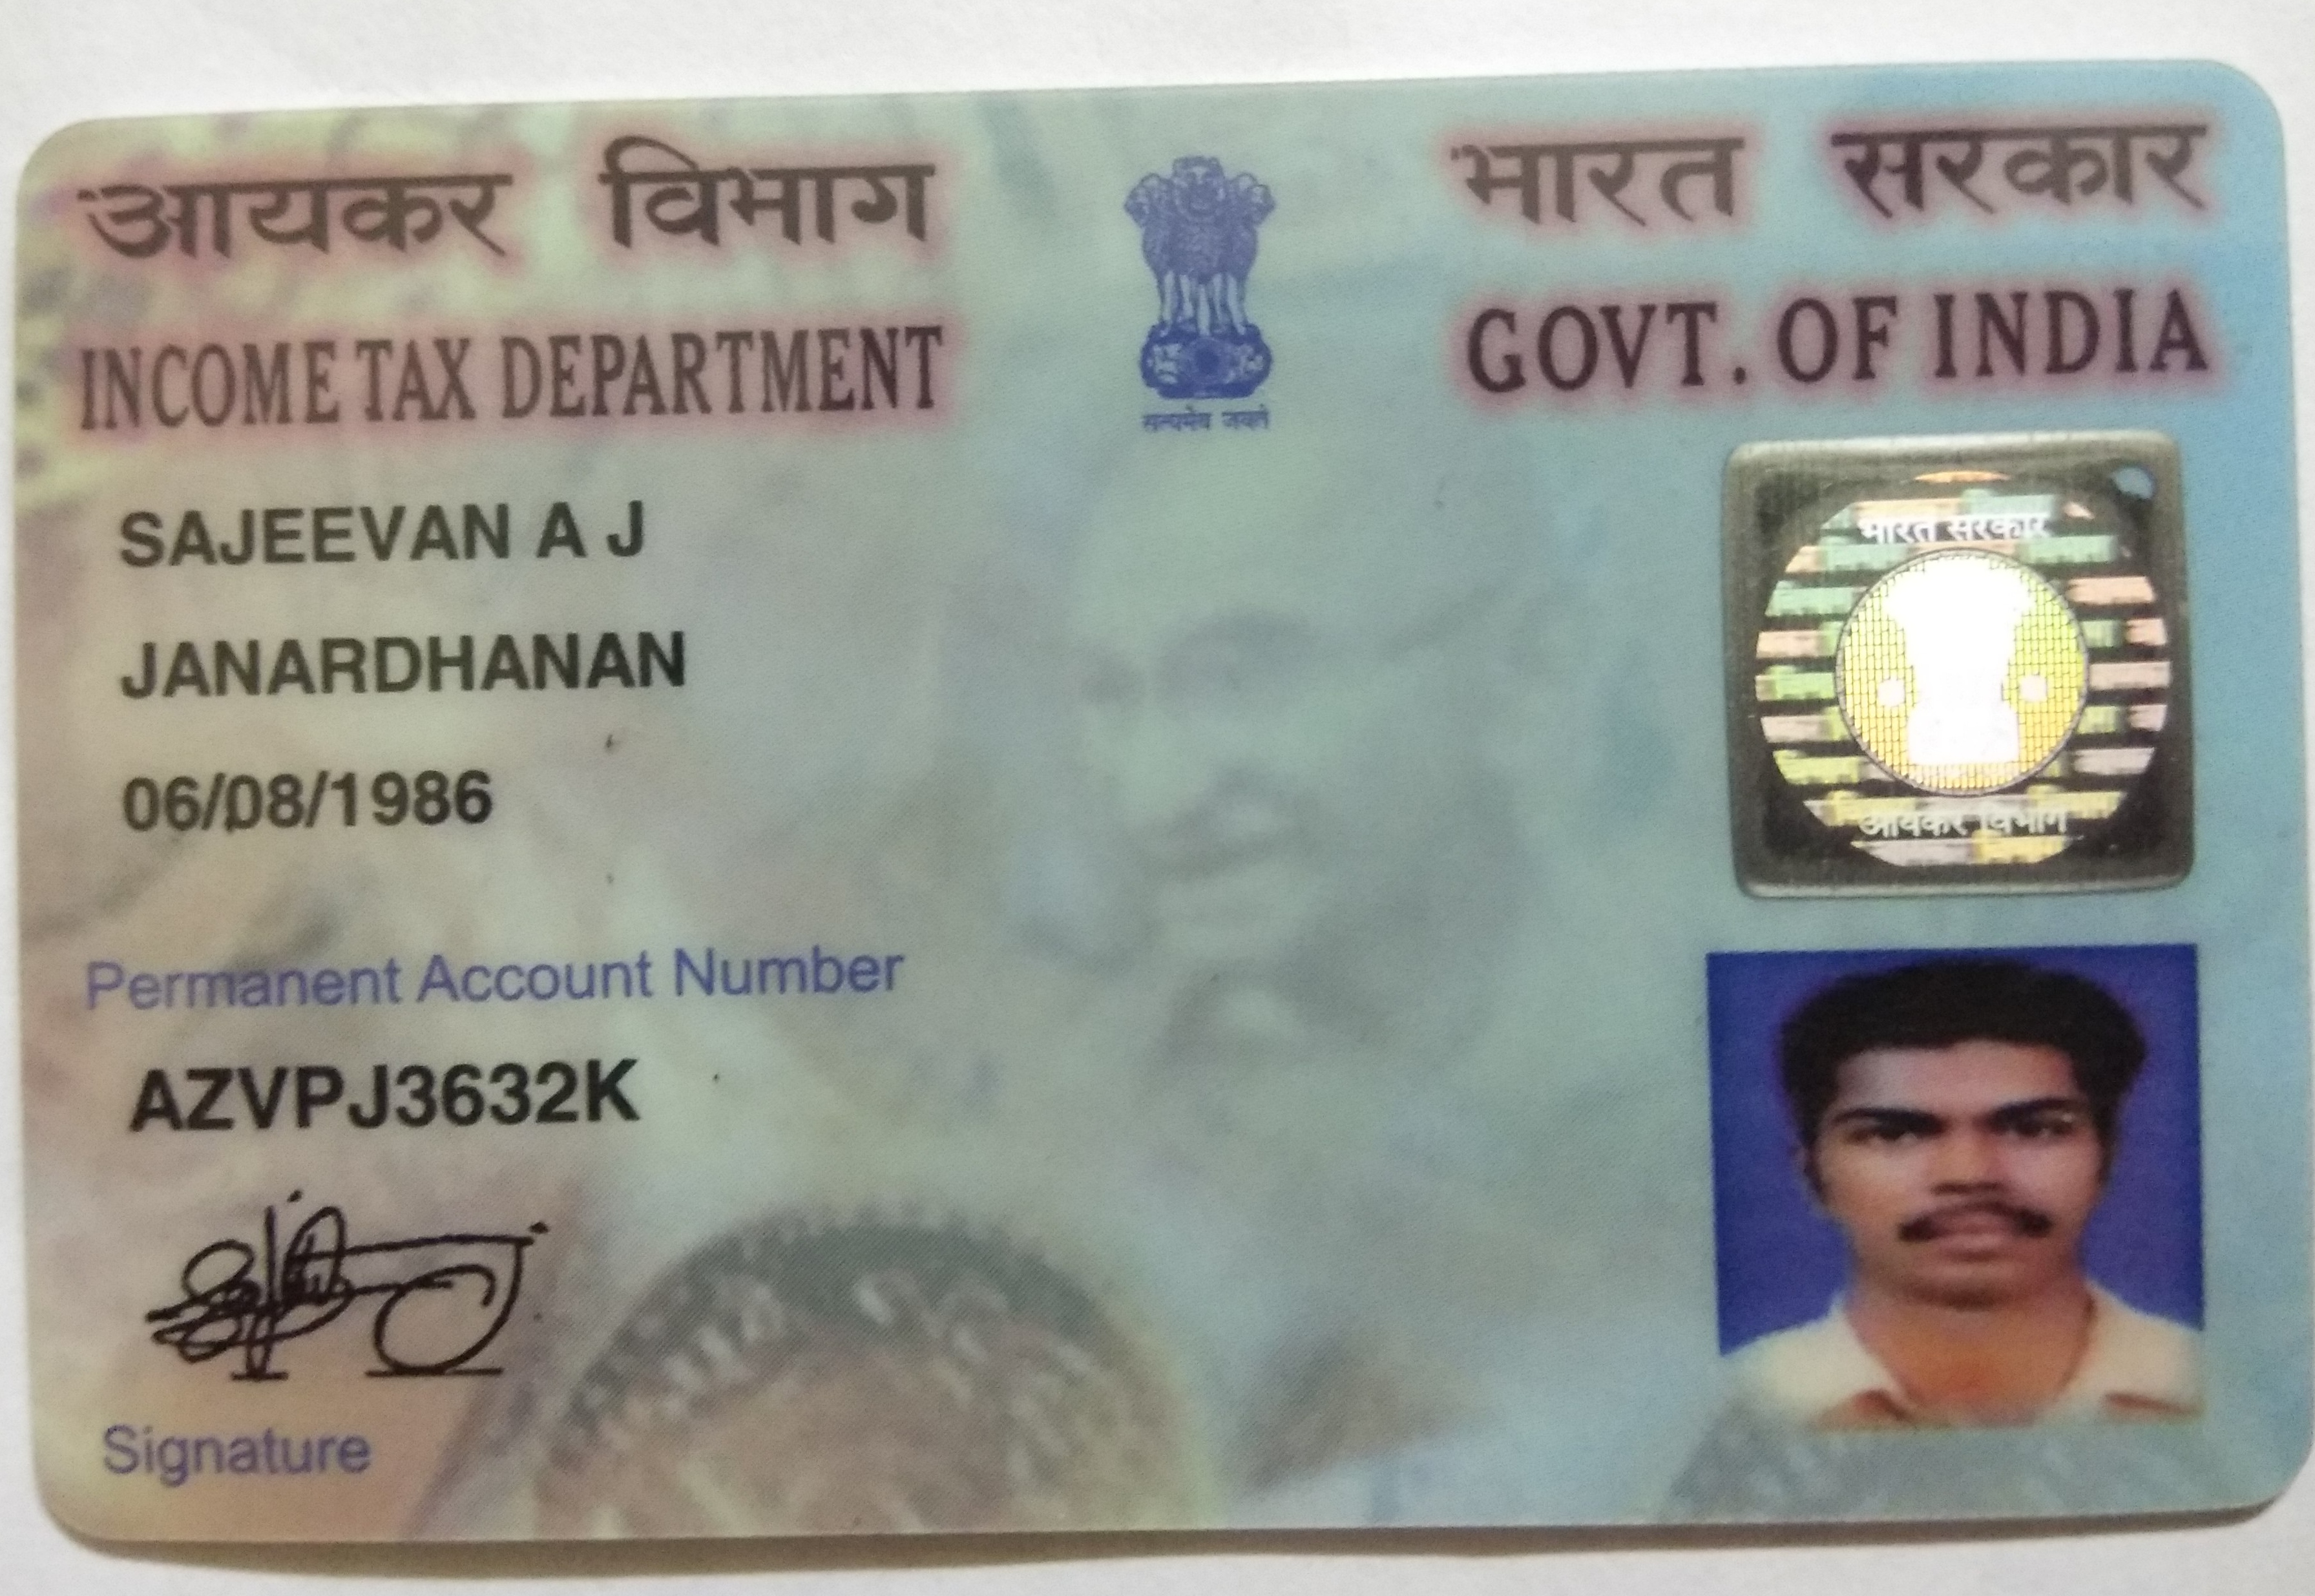 आयकर विभाग
INCOME TAX DEPARTMENT
सत्यमेव जयते
भारत सरकार
GOVT. OF INDIA
SAJEEVAN A J
JANARDHANAN
06/08/1986
भारत सरकार
आयकर विभाग
Permanent Account Number
AZVPJ3632K
Signature